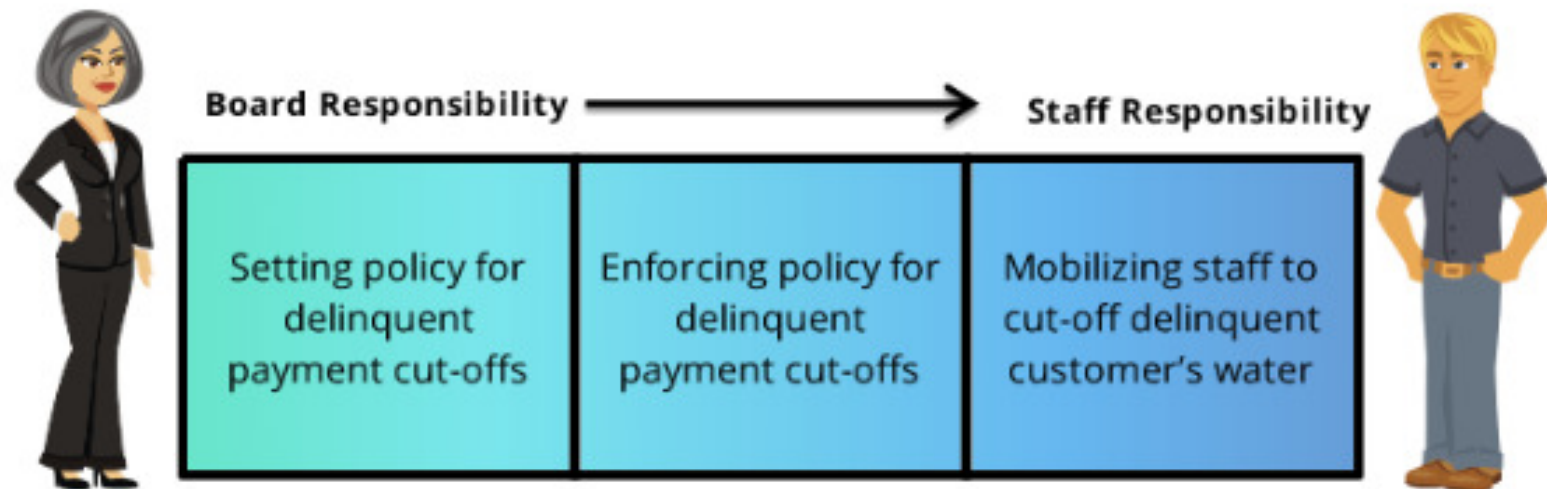 Board Responsibility
Staff Responsibility
Setting policy for
delinquent
payment cut-offs
Enforcing policy for
delinquent
payment cut-offs
Mobilizing staff to
cut-off delinquent
customer’s water